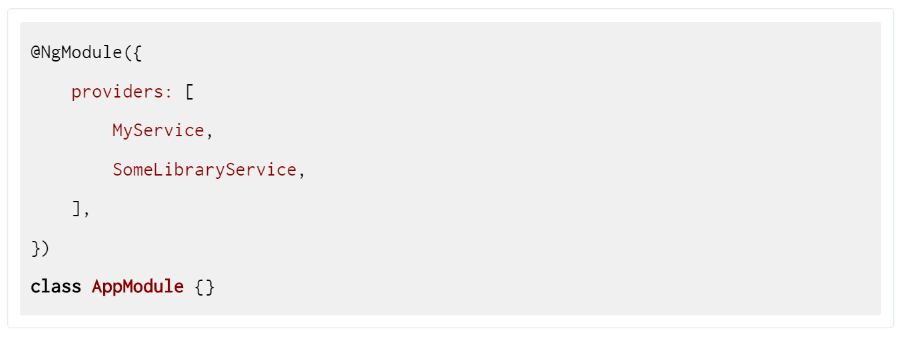 @NgModule({
    providers: [
        MyService,
        SomeLibraryService,
    ],
})
class AppModule {}